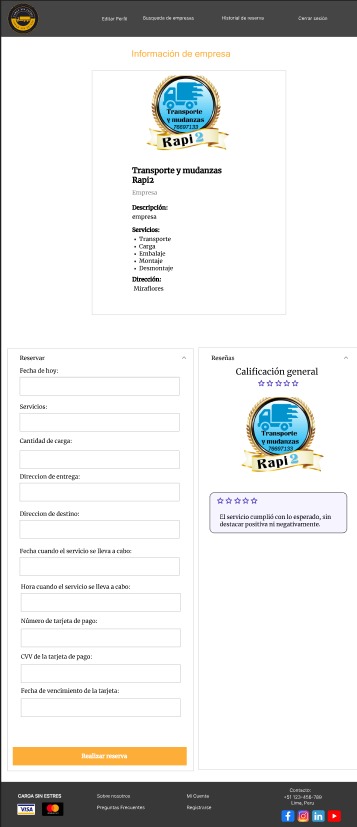 Editar Perfil
Busqueda de empresas
Historial de reserva
Cerrar sesión
Información de empresa
Transporte
y mudanzas
76697133
Rapi2
Transporte y mudanzas
Rapi2
Empresa
Descripción:
empresa
Servicios:
• Transporte
• Carga
• Embalaje
• Montaje
• Desmontaje
Dirección:
Miraflores
Reservar
Fecha de hoy:
Servicios:
Cantidad de carga:
Direccion de entrega:
Direccion de destino:
Fecha cuando el servicio se lleva a cabo:
Hora cuando el servicio se lleva a cabo:
Número de tarjeta de pago:
CVV de la tarjeta de pago:
Fecha de vencimiento de la tarjeta:
Realizar reserva
Reseñas
Calificación general
Transporte
y mudanzas
76697133
Rapi2
El servicio cumplió con lo esperado, sin
destacar positiva ni negativamente.
CARGA SIN ESTRES
VISA
Sobre nosotros
Preguntas Frecuentes
Mi Cuenta
Registrarse
Contacto:
+51 123-456-789
Lima, Peru